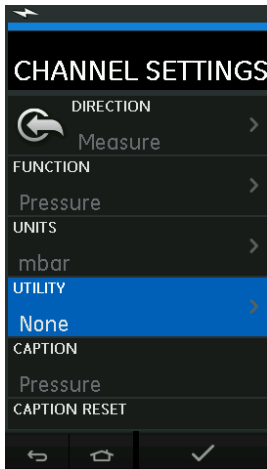 CHANNEL SETTINGS
DIRECTION
Measure
FUNCTION
Pressure
UNITS
mbar
UTILITY
None
CAPTION
Pressure
CAPTION RESET